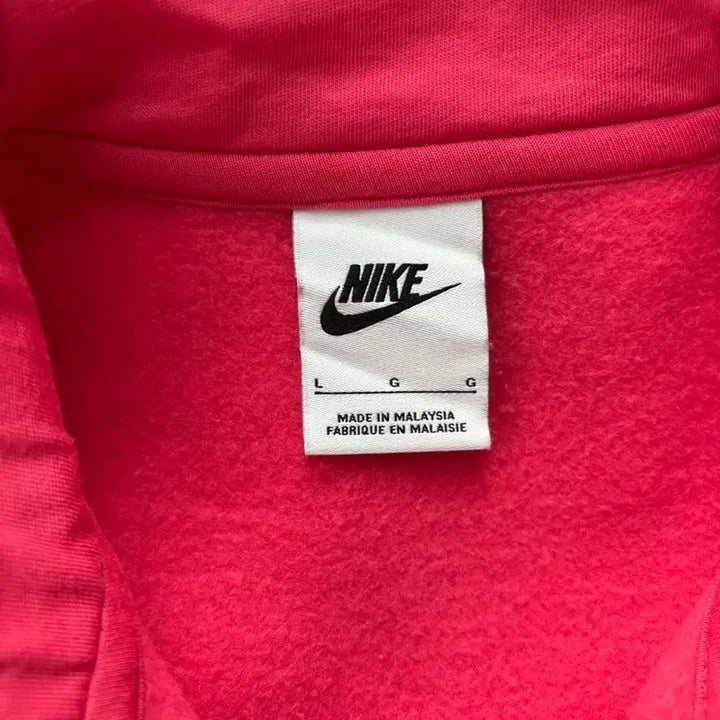 NIKE
L G G
MADE IN MALAYSIA
FABRIQUE EN MALAISIE